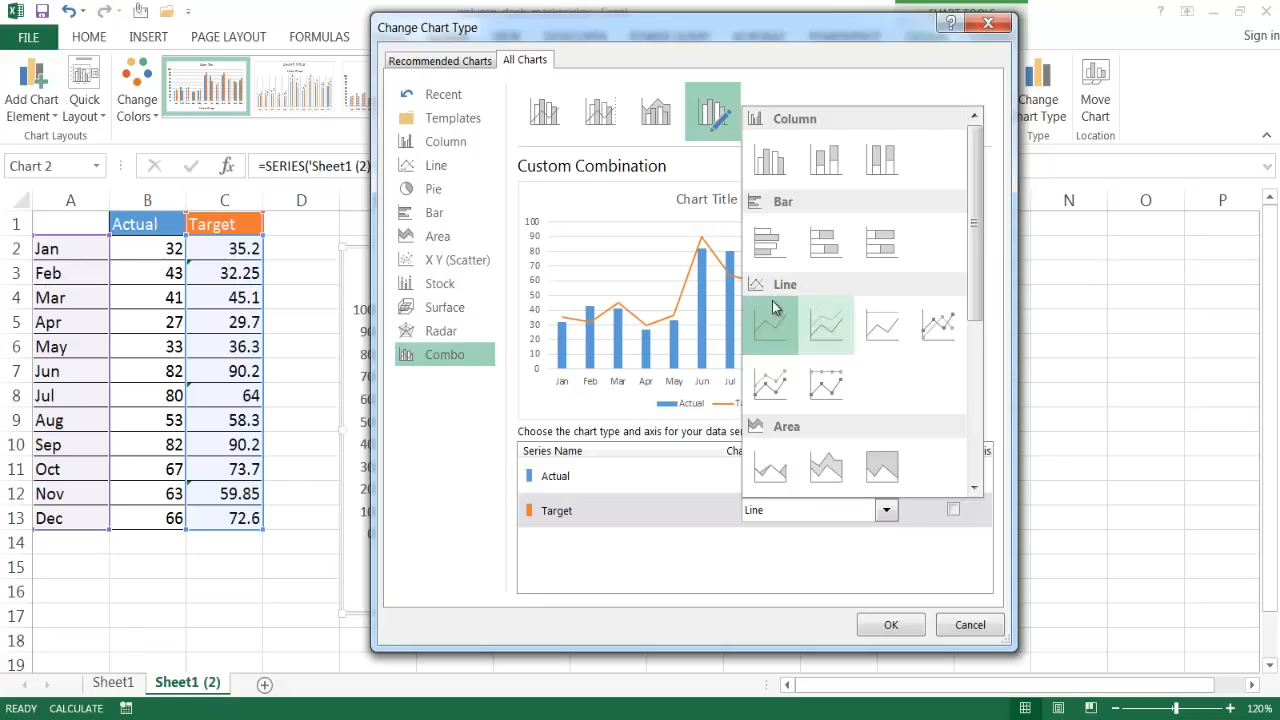 Change Chart Type
Sign in
FILE
HOME
INSERT
PAGE LAYOUT
FORMULAS
Add Chart
Element
Quick
Layout
Change
Colors
Chart Layouts
Change
Chart Type
Type
Move
Chart
Location
Chart 2
fx
=SERIES('Sheet1 (2)
Recommended Charts
All Charts
Recent
Templates
Column
Line
Pie
Bar
Area
X Y (Scatter)
Stock
Surface
Radar
Combo
Custom Combination
Chart Title
100
90
80
70
60
50
40
30
20
10
0
Jan Feb Mar Apr May Jun Jul
Actual
Choose the chart type and axis for your data se
Series Name
Actual
Target
Line
Column
Bar
Line
Area
OK
Cancel
A B C D N O P
1 Actual Target
2 Jan 32 35.2
3 Feb 43 32.25
4 Mar 41 45.1
5 Apr 27 29.7
6 May 33 36.3
7 Jun 82 90.2
8 Jul 80 64
9 Aug 53 58.3
10 Sep 82 90.2
11 Oct 67 73.7
12 Nov 63 59.85
13 Dec 66 72.6
14
15
16
17
18
19
Sheet1
Sheet1 (2)
READY
CALCULATE
120%